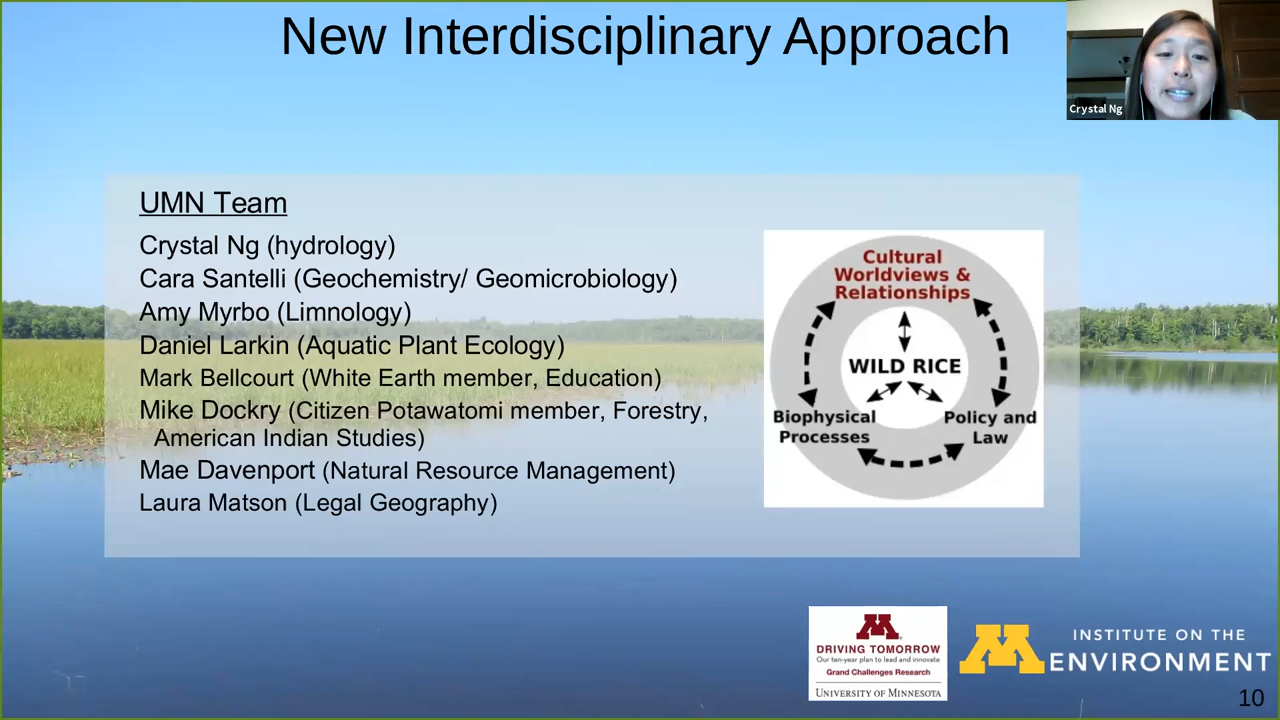 New Interdisciplinary Approach
Crystal Ng
UMN Team
Crystal Ng (hydrology)
Cara Santelli (Geochemistry/ Geomicrobiology)
Amy Myrbo (Limnology)
Daniel Larkin (Aquatic Plant Ecology)
Mark Bellcourt (White Earth member, Education)
Mike Dockry (Citizen Potawatomi member, Forestry,
American Indian Studies)
Mae Davenport (Natural Resource Management)
Laura Matson (Legal Geography)
Cultural
Worldviews &
Relationships
WILD RICE
Biophysical
Processes
Policy and
Law
M
DRIVING TOMORROW
Our ten-year plan to lead and innovate
Grand Challenges Research
UNIVERSITY OF MINNESOTA
M
INSTITUTE ON THE
ENVIRONMENT
10